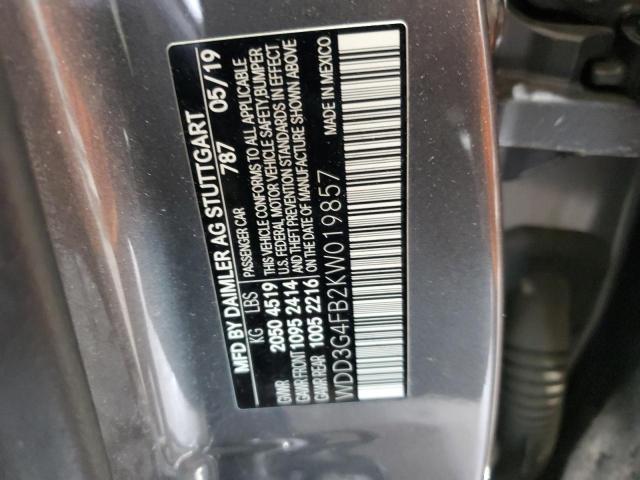 MFD BY DAIMLER AG STUTTGART
787 05/19
KG LBS PASSENGER CAR
GVWR 2050 4519 THIS VEHICLE CONFORMS TO ALL APPLICABLE
GAWR FRONT 1095 2414 U.S. FEDERAL MOTOR VEHICLE SAFETY, BUMPER
GAWR REAR 1005 2216 AND THEFT PREVENTION STANDARDS IN EFFECT
ON THE DATE OF MANUFACTURE SHOWN ABOVE
WDD3G4FB2KW019857 MADE IN MEXICO